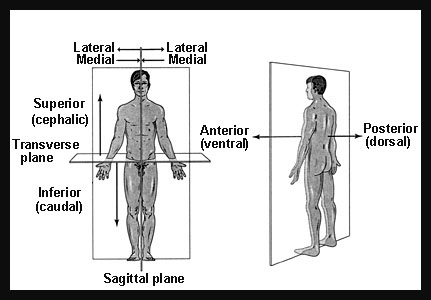 Lateral Lateral
Medial Medial
Superior
(cephalic)
Transverse
plane
Inferior
(caudal)
Sagittal plane
Anterior
(ventral)
Posterior
(dorsal)